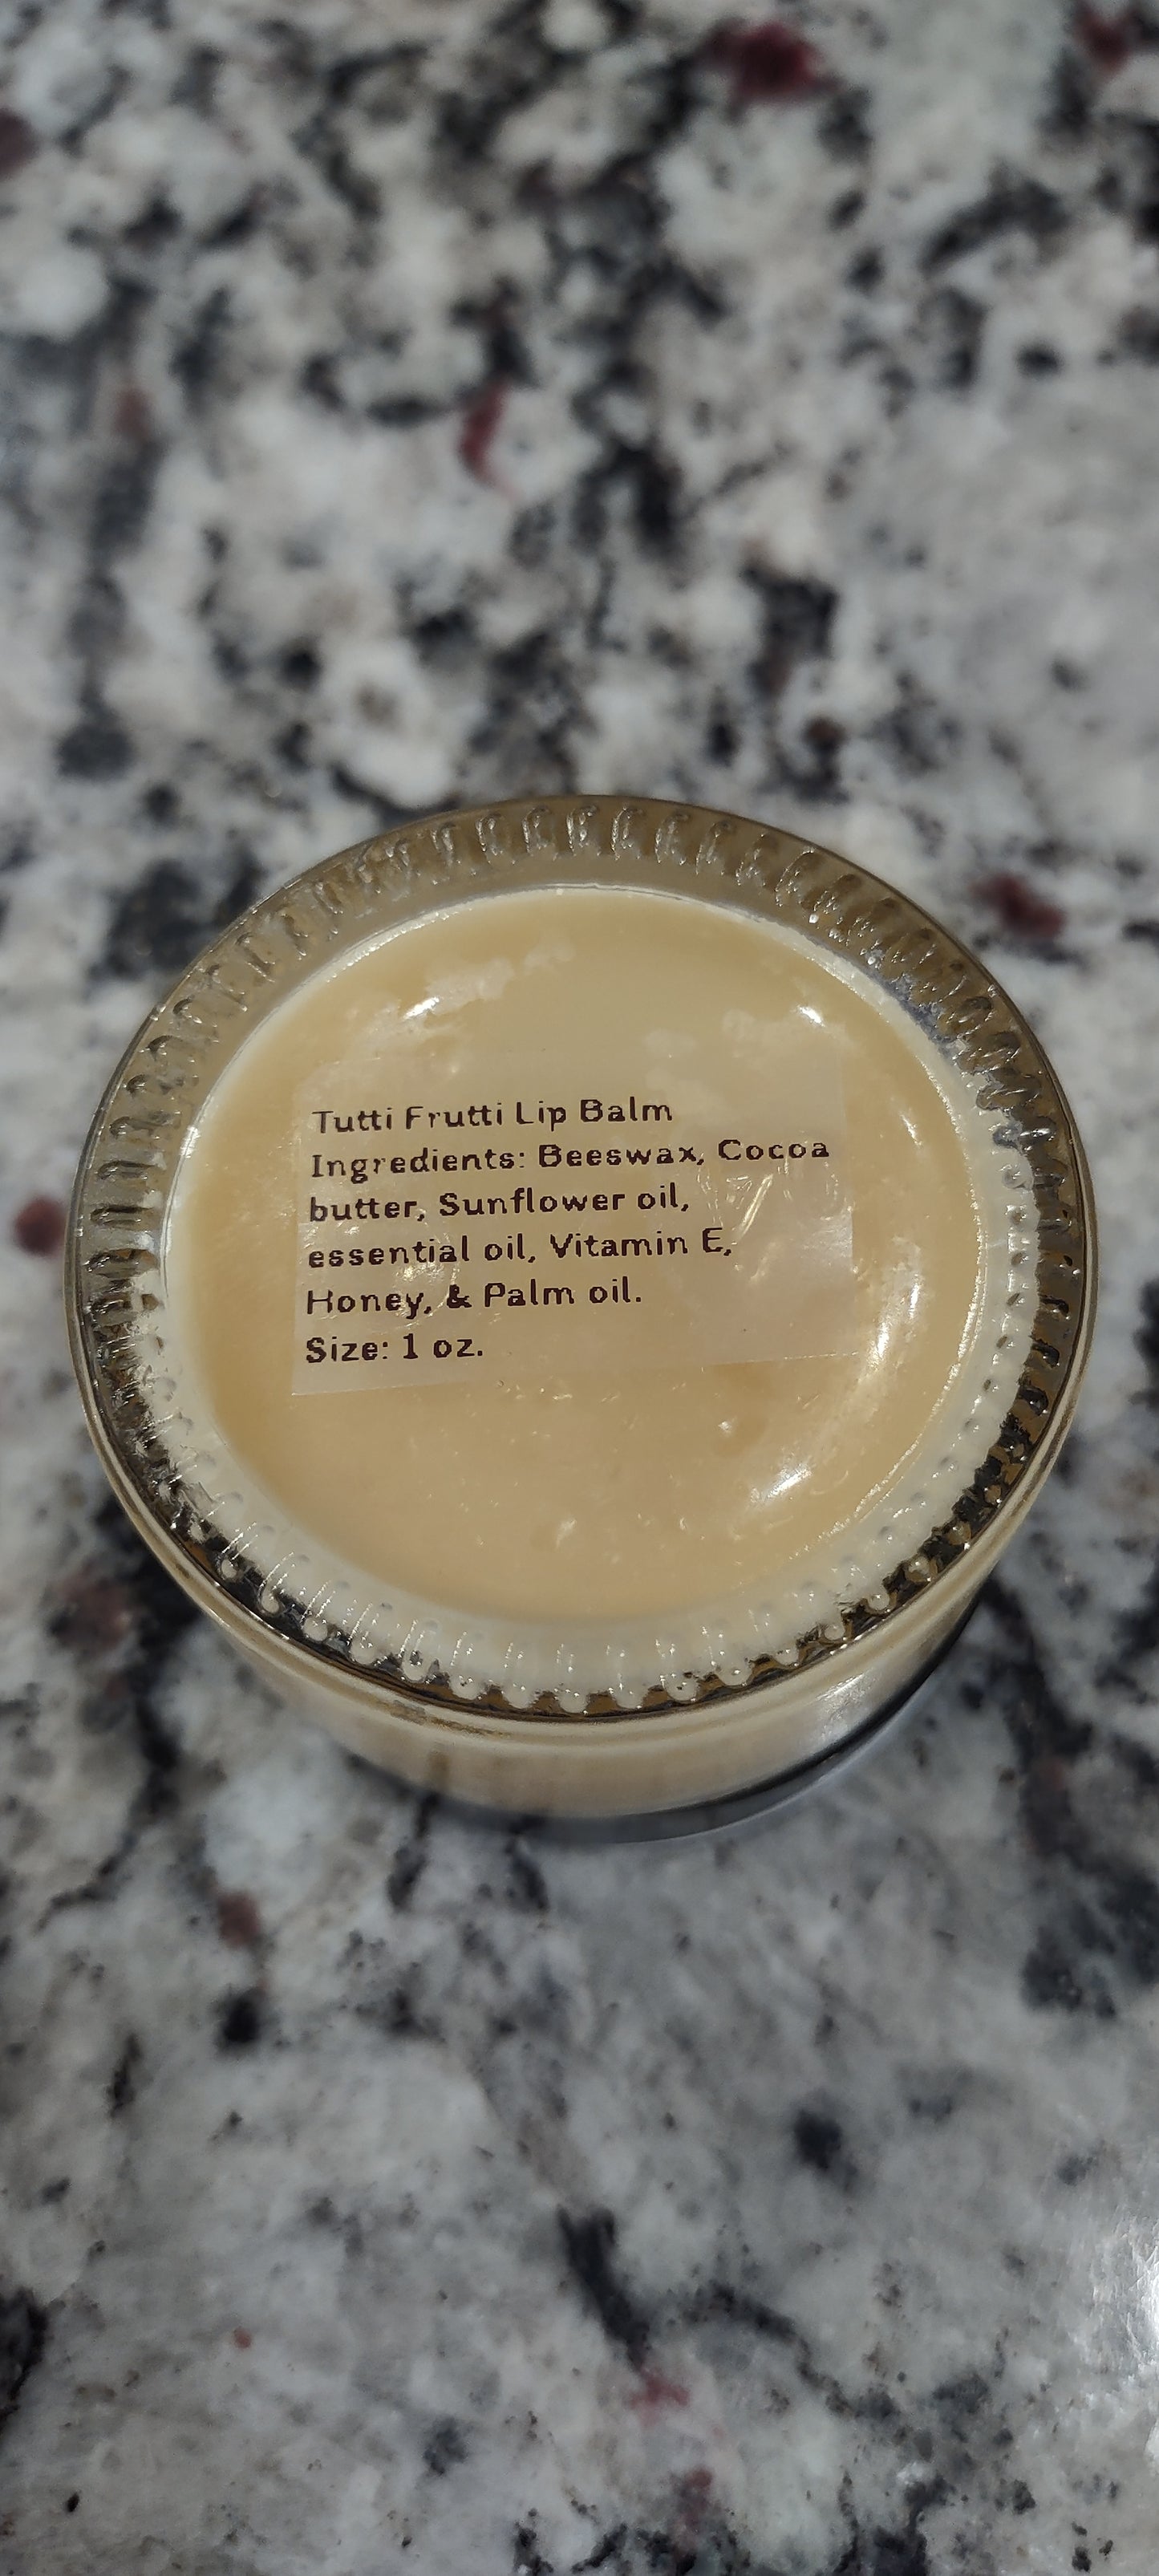 Tutti Frutti Lip Balm
Ingredients: Beeswax, Cocoa
butter, Sunflower oil,
essential oil, Vitamin E,
Honey, & Palm oil.
Size: 1 oz.